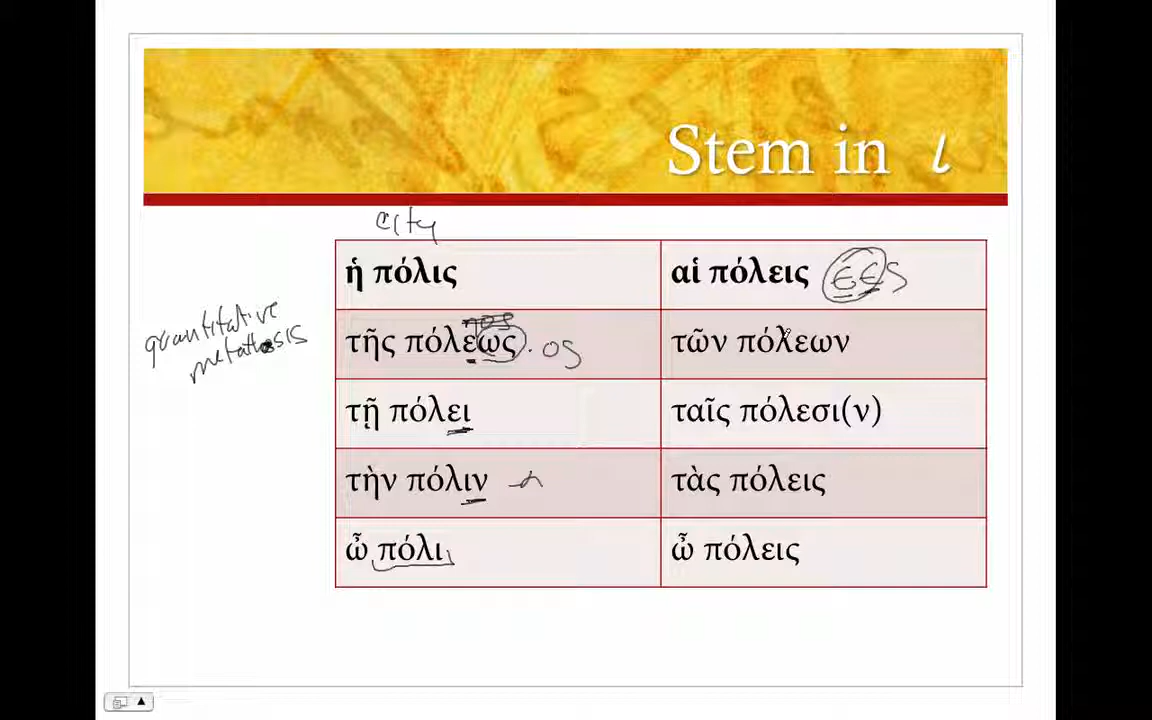 Stem in ι
city
ἡ πόλις αἱ πόλεις εες
quantitative
metathesis
ηος
τῆς πόλεως . ος τῶν πόλεων
τῇ πόλει ταῖς πόλεσι(ν)
τὴν πόλιν τὰς πόλεις
ὦ πόλι ὦ πόλεις